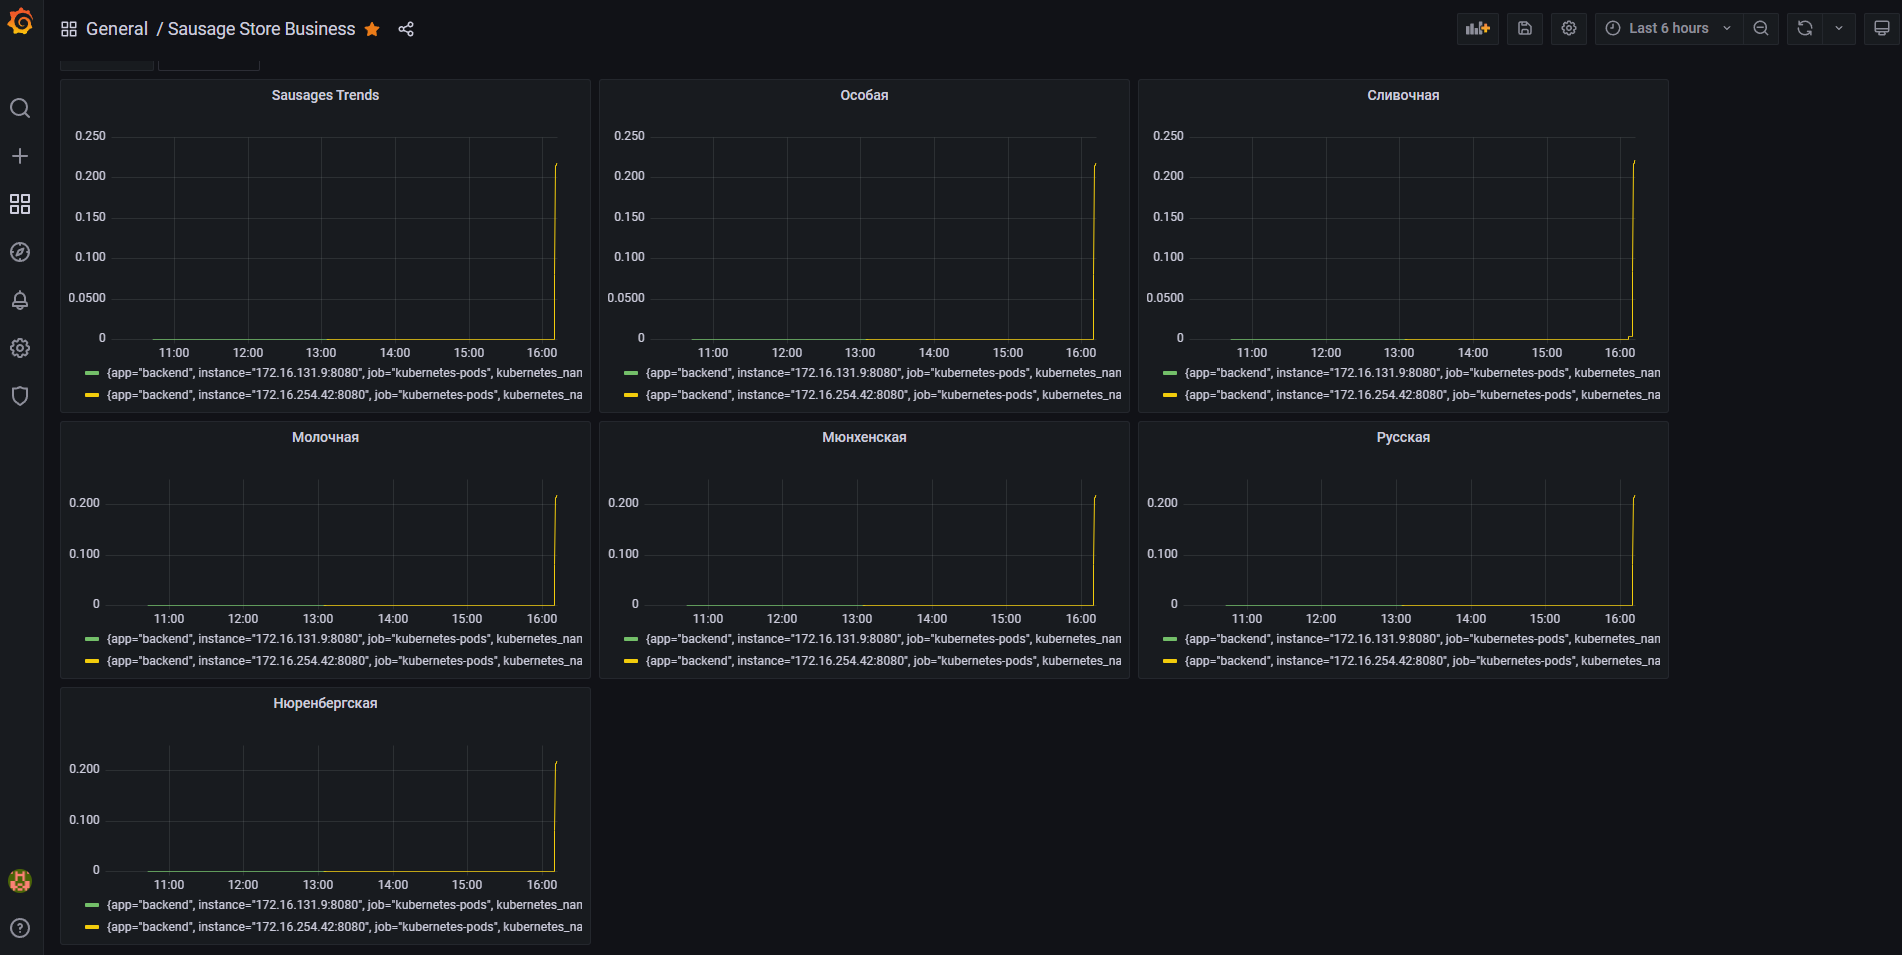 General / Sausage Store Business
Last 6 hours
Sausages Trends
0.250
0.200
0.150
0.100
0.0500
0
11:00 12:00 13:00 14:00 15:00 16:00
{app="backend", instance="172.16.131.9:8080", job="kubernetes-pods", kubernetes_nan
{app="backend", instance="172.16.254.42:8080", job="kubernetes-pods", kubernetes_na
Особая
0.250
0.200
0.150
0.100
0.0500
0
11:00 12:00 13:00 14:00 15:00 16:00
{app="backend", instance="172.16.131.9:8080", job="kubernetes-pods", kubernetes_nan
{app="backend", instance="172.16.254.42:8080", job="kubernetes-pods", kubernetes_na
Сливочная
0.250
0.200
0.150
0.100
0.0500
0
11:00 12:00 13:00 14:00 15:00 16:00
{app="backend", instance="172.16.131.9:8080", job="kubernetes-pods", kubernetes_nan
{app="backend", instance="172.16.254.42:8080", job="kubernetes-pods", kubernetes_na
Молочная
0.200
0.100
0
11:00 12:00 13:00 14:00 15:00 16:00
{app="backend", instance="172.16.131.9:8080", job="kubernetes-pods", kubernetes_nan
{app="backend", instance="172.16.254.42:8080", job="kubernetes-pods", kubernetes_na
Мюнхенская
0.200
0.100
0
11:00 12:00 13:00 14:00 15:00 16:00
{app="backend", instance="172.16.131.9:8080", job="kubernetes-pods", kubernetes_nan
{app="backend", instance="172.16.254.42:8080", job="kubernetes-pods", kubernetes_na
Русская
0.200
0.100
0
11:00 12:00 13:00 14:00 15:00 16:00
{app="backend", instance="172.16.131.9:8080", job="kubernetes-pods", kubernetes_nan
{app="backend", instance="172.16.254.42:8080", job="kubernetes-pods", kubernetes_na
Нюренбергская
0.200
0.100
0
11:00 12:00 13:00 14:00 15:00 16:00
{app="backend", instance="172.16.131.9:8080", job="kubernetes-pods", kubernetes_nan
{app="backend", instance="172.16.254.42:8080", job="kubernetes-pods", kubernetes_na